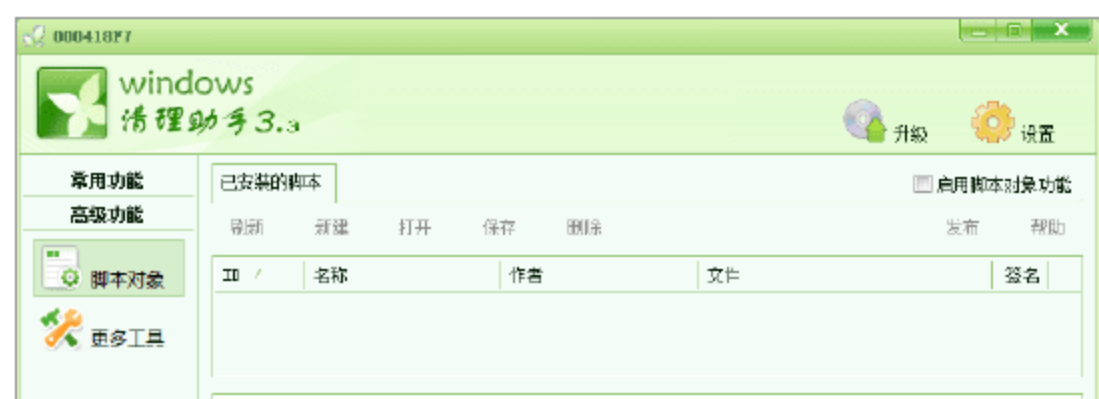 000418F7
windows
清理助手3.a
升级 设置
常用功能 已安装的脚本 启用脚本对象功能
高级功能 刷新 新建 打开 保存 删除 发布 帮助
脚本对象 ID 名称 作者 文件 签名
更多工具